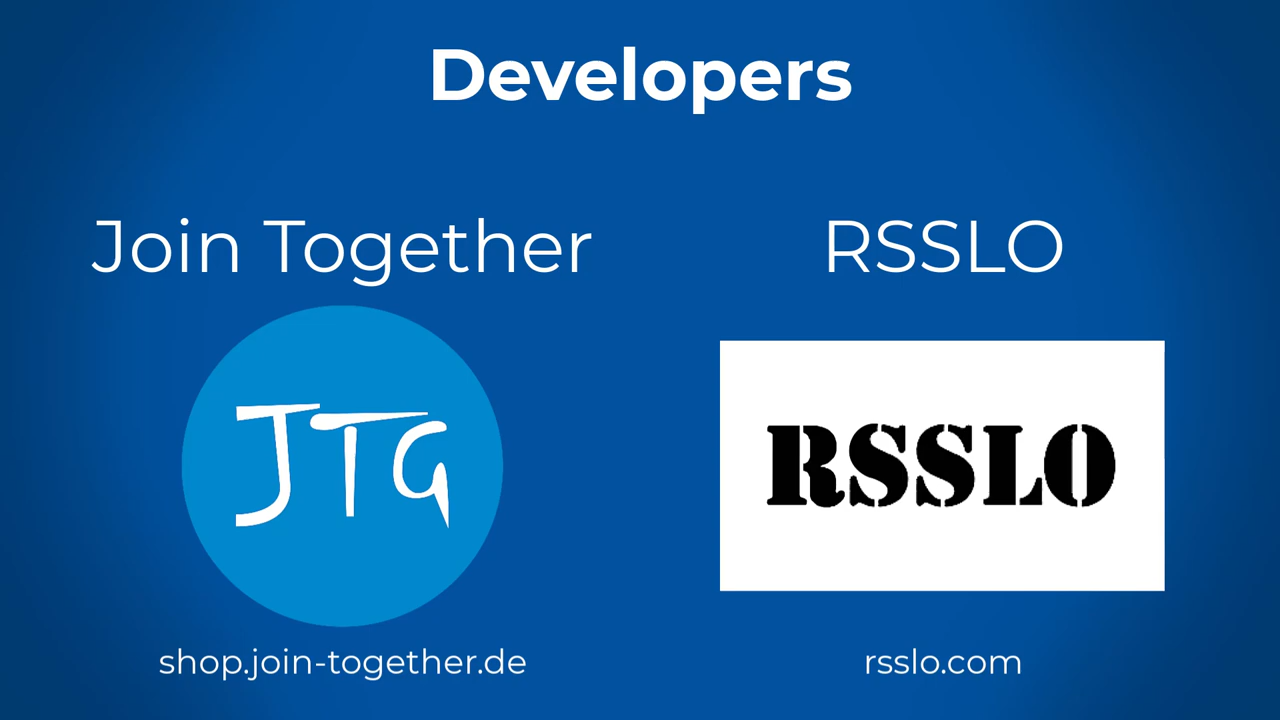 Developers
Join Together
JTG
shop.join-together.de
RSSLO
RSSLO
rsslo.com